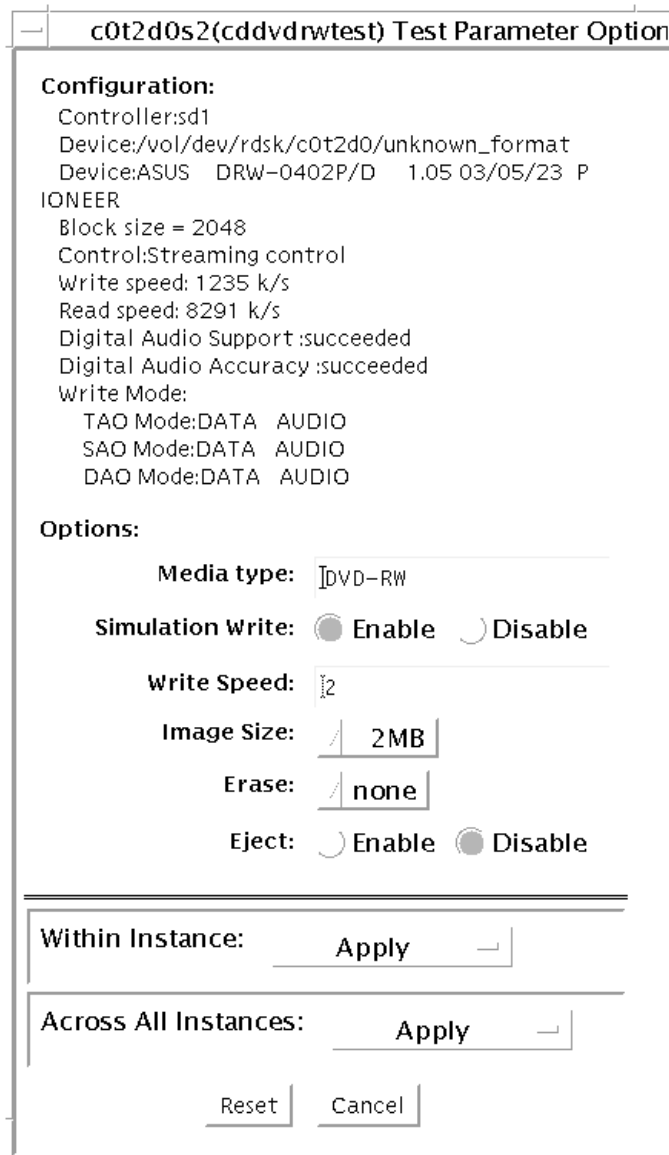 c0t2d0s2(cddvdrwtest) Test Parameter Option
Configuration:
Controller:sd1
Device:/vol/dev/rdsk/c0t2d0/unknown_format
Device:ASUS DRW-0402P/D 1.05 03/05/23 P
IONEER
Block size = 2048
Control:Streaming control
Write speed: 1235 k/s
Read speed: 8291 k/s
Digital Audio Support :succeeded
Digital Audio Accuracy :succeeded
Write Mode:
TAO Mode:DATA AUDIO
SAO Mode:DATA AUDIO
DAO Mode:DATA AUDIO
Options:
Media type: DVD-RW
Simulation Write: Enable Disable
Write Speed: 2
Image Size: 2MB
Erase: none
Eject: Enable Disable
Within Instance: Apply
Across All Instances: Apply
Reset Cancel